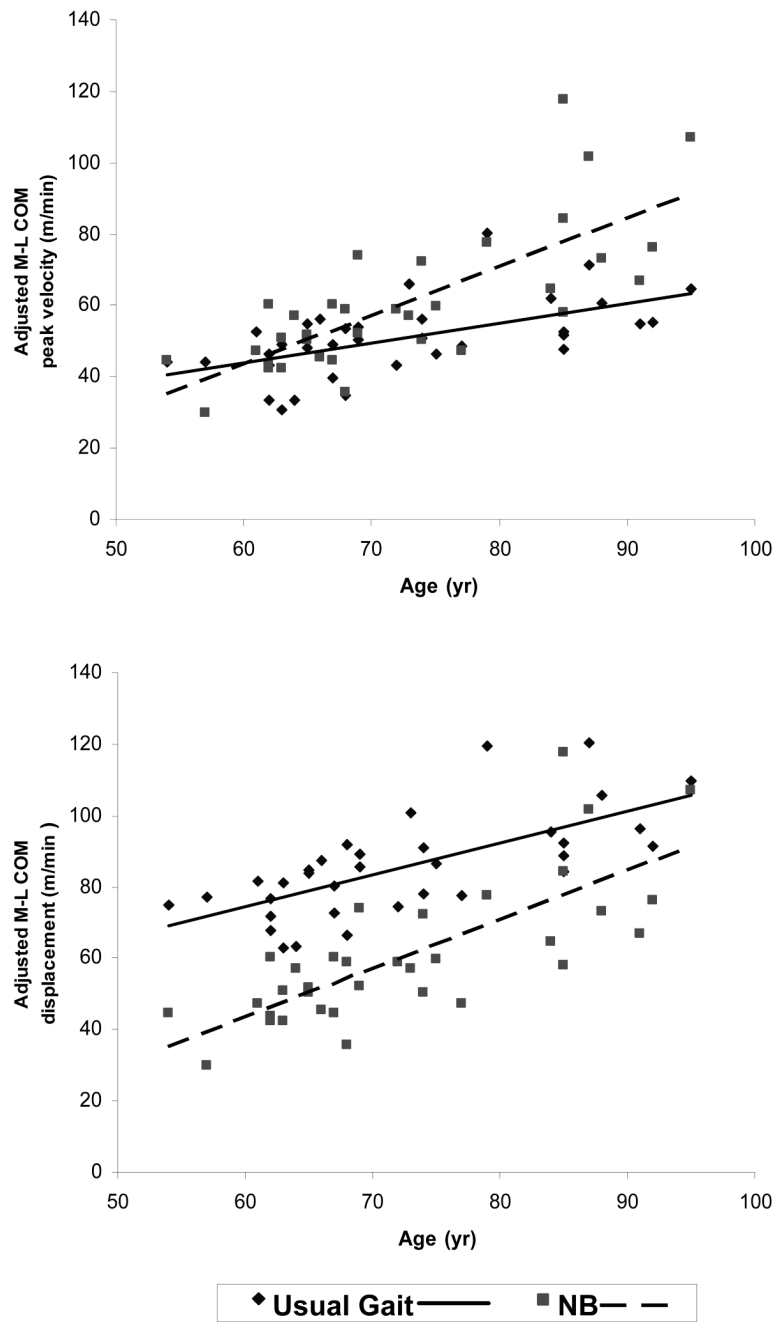 140
120
100
80
60
40
20
0
Adjusted M-L COM
peak velocity (m/min)
50 60 70 80 90 100
Age (yr)
140
120
100
80
60
40
20
0
Adjusted M-L COM
displacement (m/min )
50 60 70 80 90 100
Age (yr)
Usual Gait NB